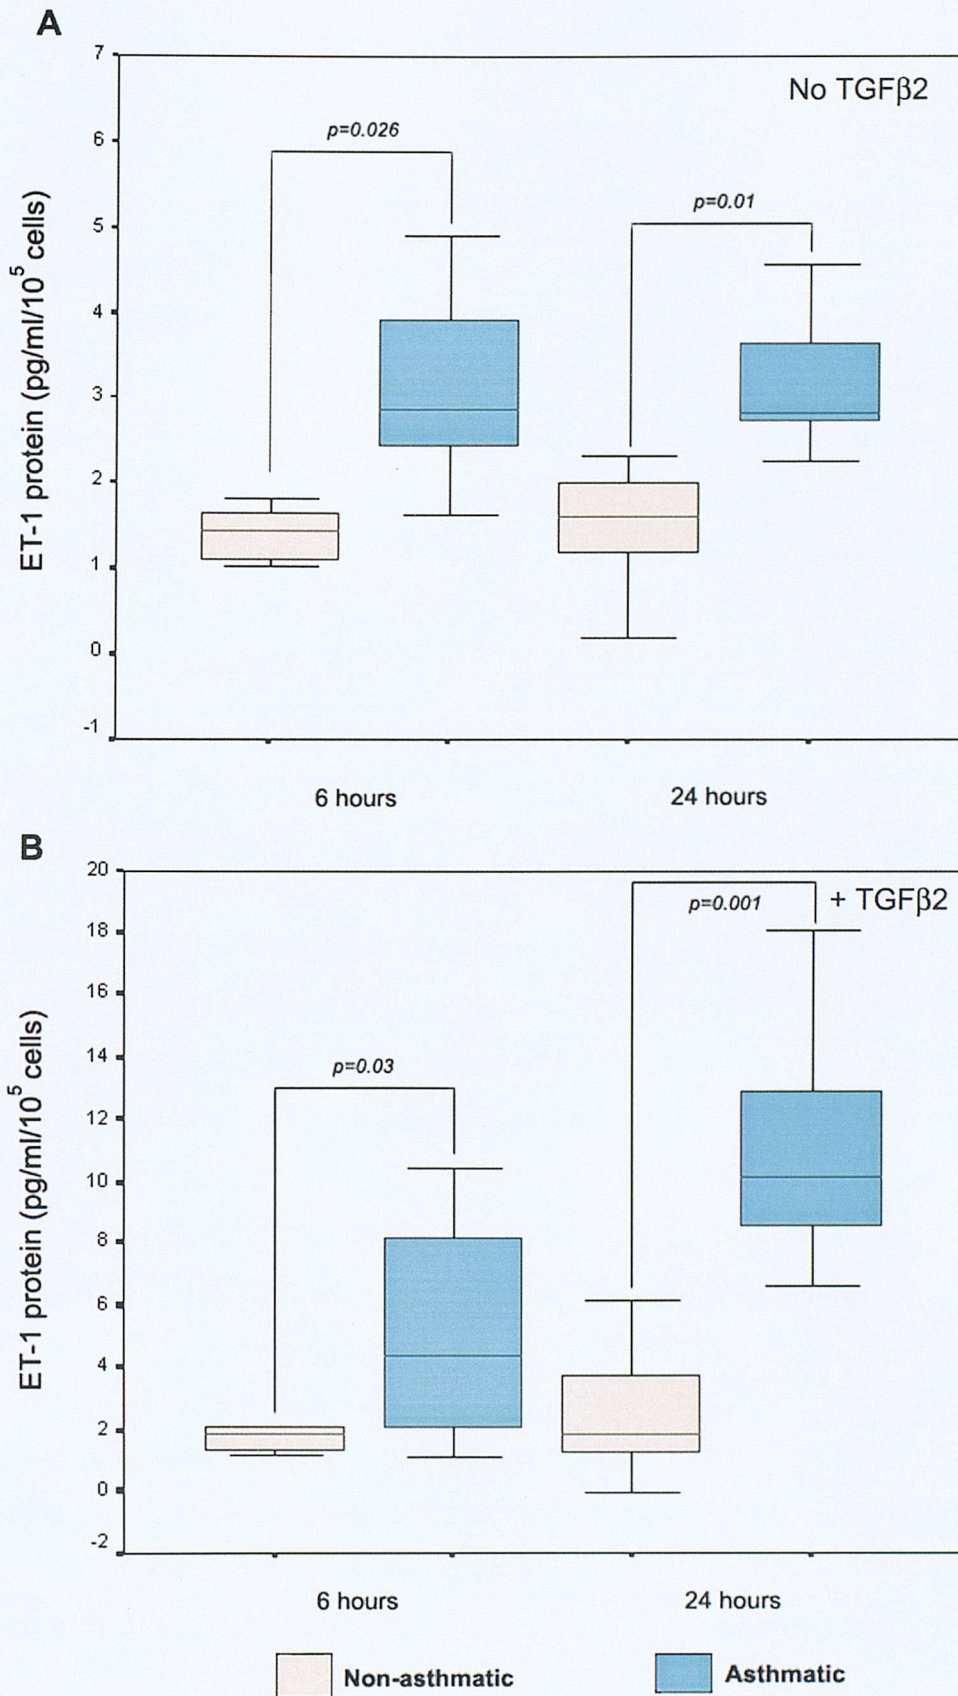 A
7
No TGFβ2
p=0.026
6
p=0.01
5
4
3
2
1
0
-1
ET-1 protein (pg/ml/10⁵ cells)
6 hours 24 hours
B
20
+ TGFβ2
p=0.001
18
16
14
p=0.03
12
10
8
6
4
2
0
-2
ET-1 protein (pg/ml/10⁵ cells)
6 hours 24 hours
Non-asthmatic Asthmatic